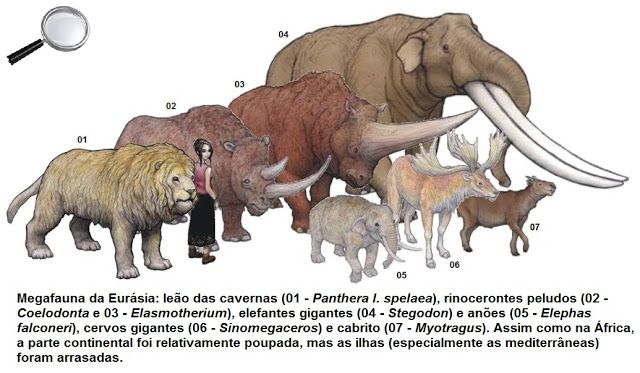 04
03
02
01
07
06
05
Megafauna da Eurásia: leão das cavernas (01 - Panthera l. spelaea), rinocerontes peludos (02 -
Coelodonta e 03 - Elasmotherium), elefantes gigantes (04 - Stegodon) e anões (05 - Elephas
falconeri), cervos gigantes (06 - Sinomegaceros) e cabrito (07 - Myotragus). Assim como na África,
a parte continental foi relativamente poupada, mas as ilhas (especialmente as mediterrâneas)
foram arrasadas.